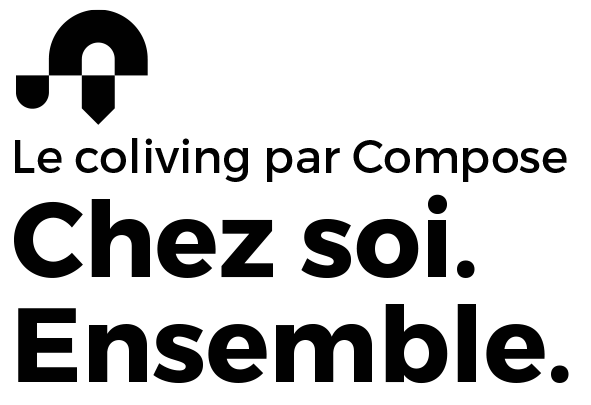 Le coliving par Compose
Chez soi.
Ensemble.